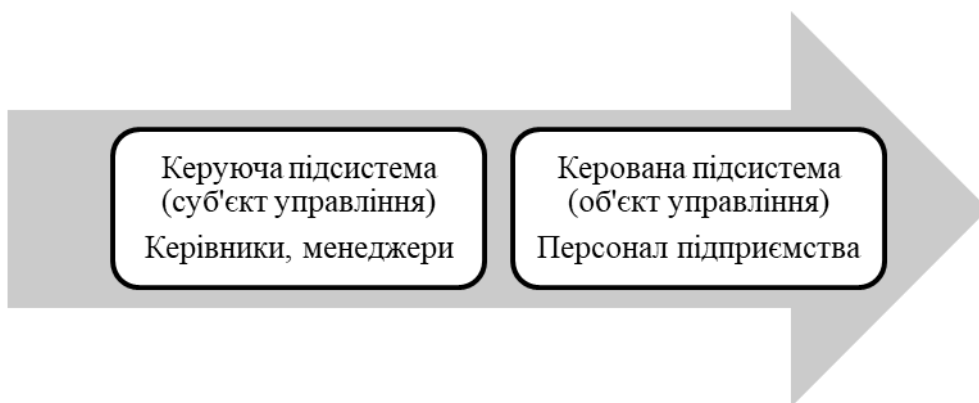 Керуюча підсистема
(суб'єкт управління)
Керівники, менеджери
Керована підсистема
(об'єкт управління)
Персонал підприємства